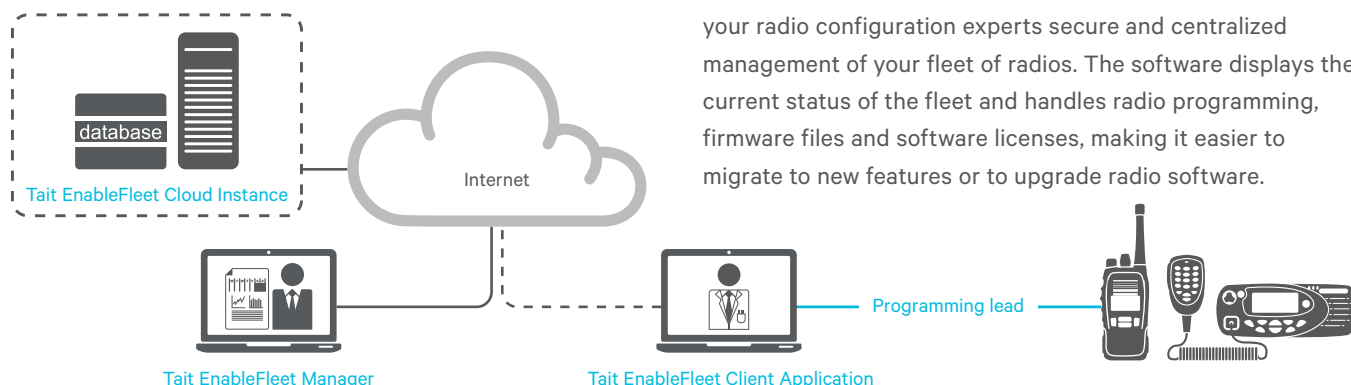 your radio configuration experts secure and centralized
management of your fleet of radios. The software displays the
current status of the fleet and handles radio programming,
firmware files and software licenses, making it easier to
migrate to new features or to upgrade radio software.
database
Tait EnableFleet Cloud Instance
Internet
Programming lead
Tait EnableFleet Manager
Tait EnableFleet Client Application